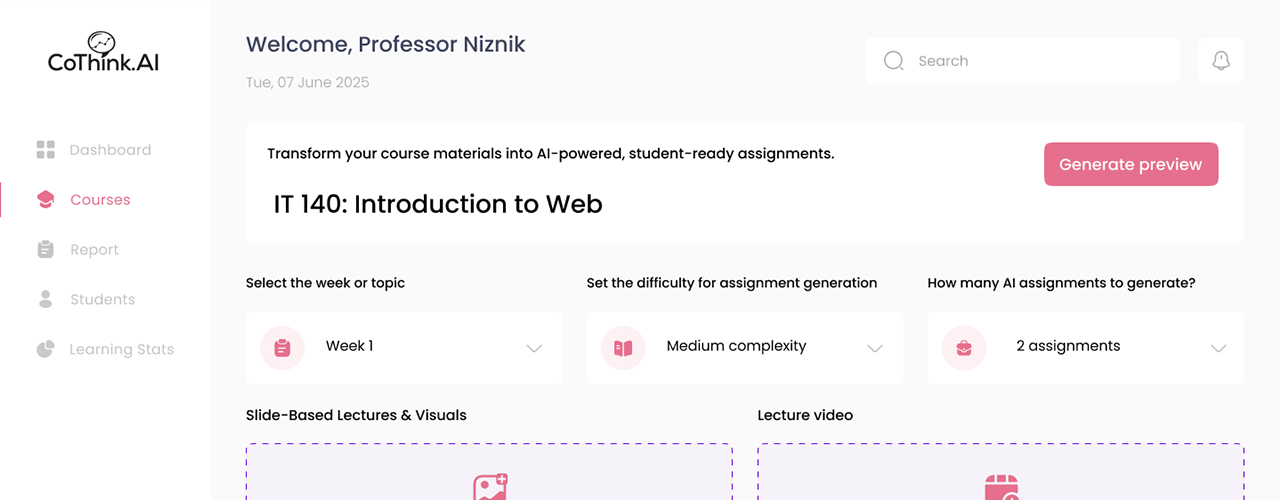 CoThink.AI
Dashboard
Courses
Report
Students
Learning Stats
Welcome, Professor Niznik
Tue, 07 June 2025
Search
Transform your course materials into AI-powered, student-ready assignments.
Generate preview
IT 140: Introduction to Web
Select the week or topic
Week 1
Set the difficulty for assignment generation
Medium complexity
How many AI assignments to generate?
2 assignments
Slide-Based Lectures & Visuals
Lecture video